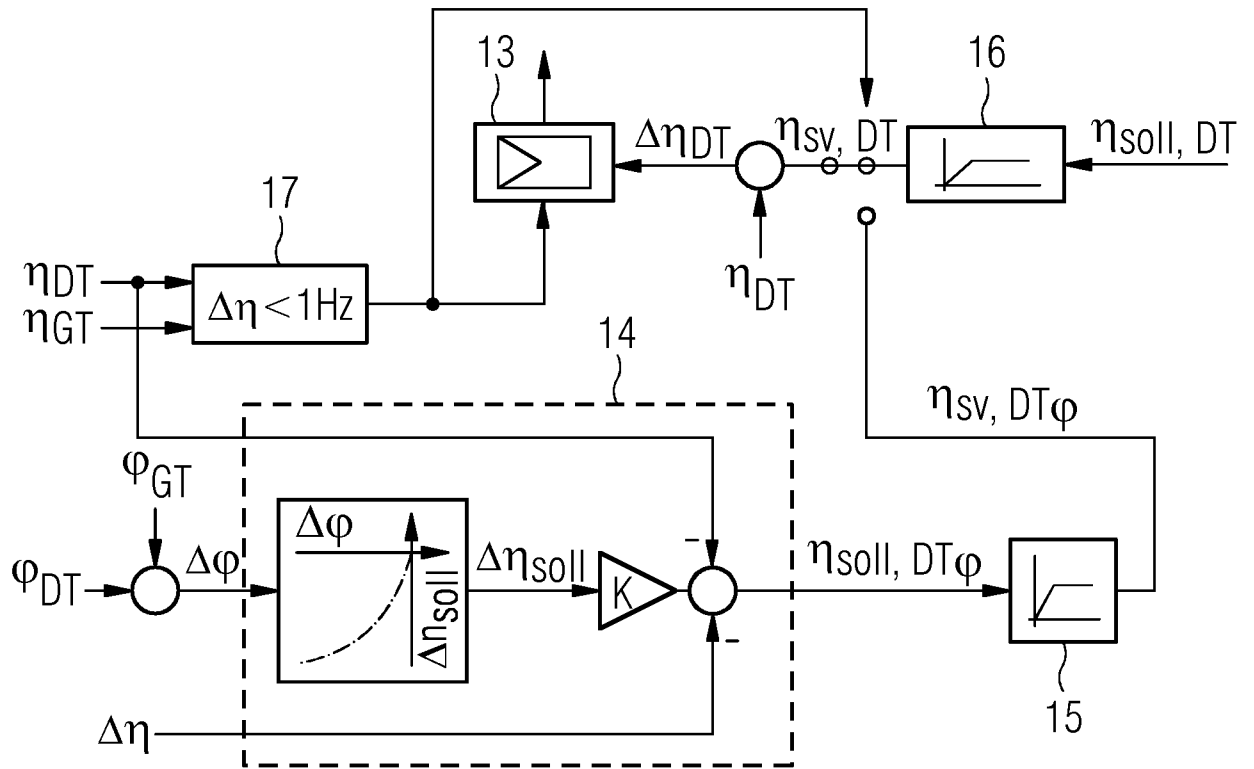 13
16
ΔηDT
ηsv, DT
ηsoll, DT
17
ηDT
ηGT
Δη<1Hz
ηDT
14
ηsv, DTφ
φGT
φDT
Δφ
Δφ
Δηsoll
Δηsoll
K
-
-
ηsoll, DTφ
Δη
15